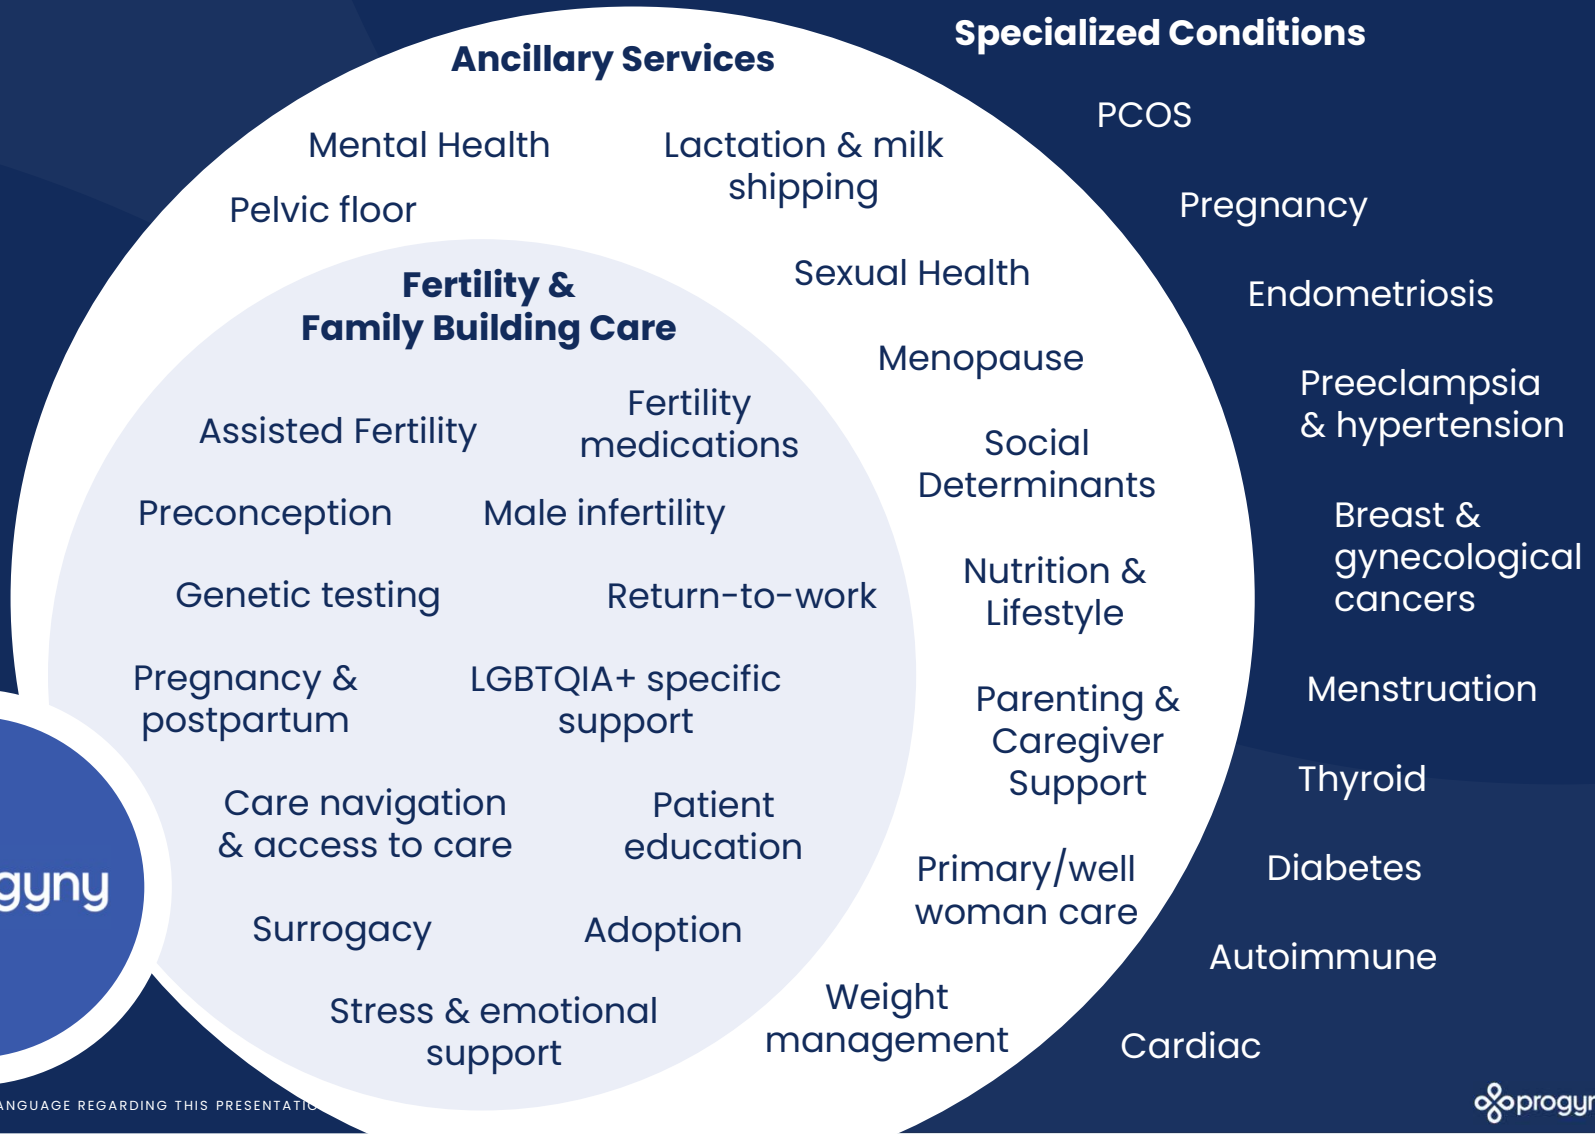 Specialized Conditions
Ancillary Services
PCOS
Mental Health
Lactation & milk
shipping
Pelvic floor
Pregnancy
Sexual Health
Endometriosis
Fertility &
Family Building Care
Menopause
Preeclampsia
& hypertension
Assisted Fertility
Fertility
medications
Social
Determinants
Preconception
Male infertility
Breast &
gynecological
cancers
Nutrition &
Lifestyle
Genetic testing
Return-to-work
Pregnancy &
postpartum
LGBTQIA+ specific
support
Parenting &
Caregiver
Support
Menstruation
Thyroid
Care navigation
& access to care
Patient
education
Primary/well
woman care
Diabetes
gyny
Surrogacy
Adoption
Autoimmune
Stress & emotional
support
Weight
management
Cardiac
ANGUAGE REGARDING THIS PRESENTATIO
progyn